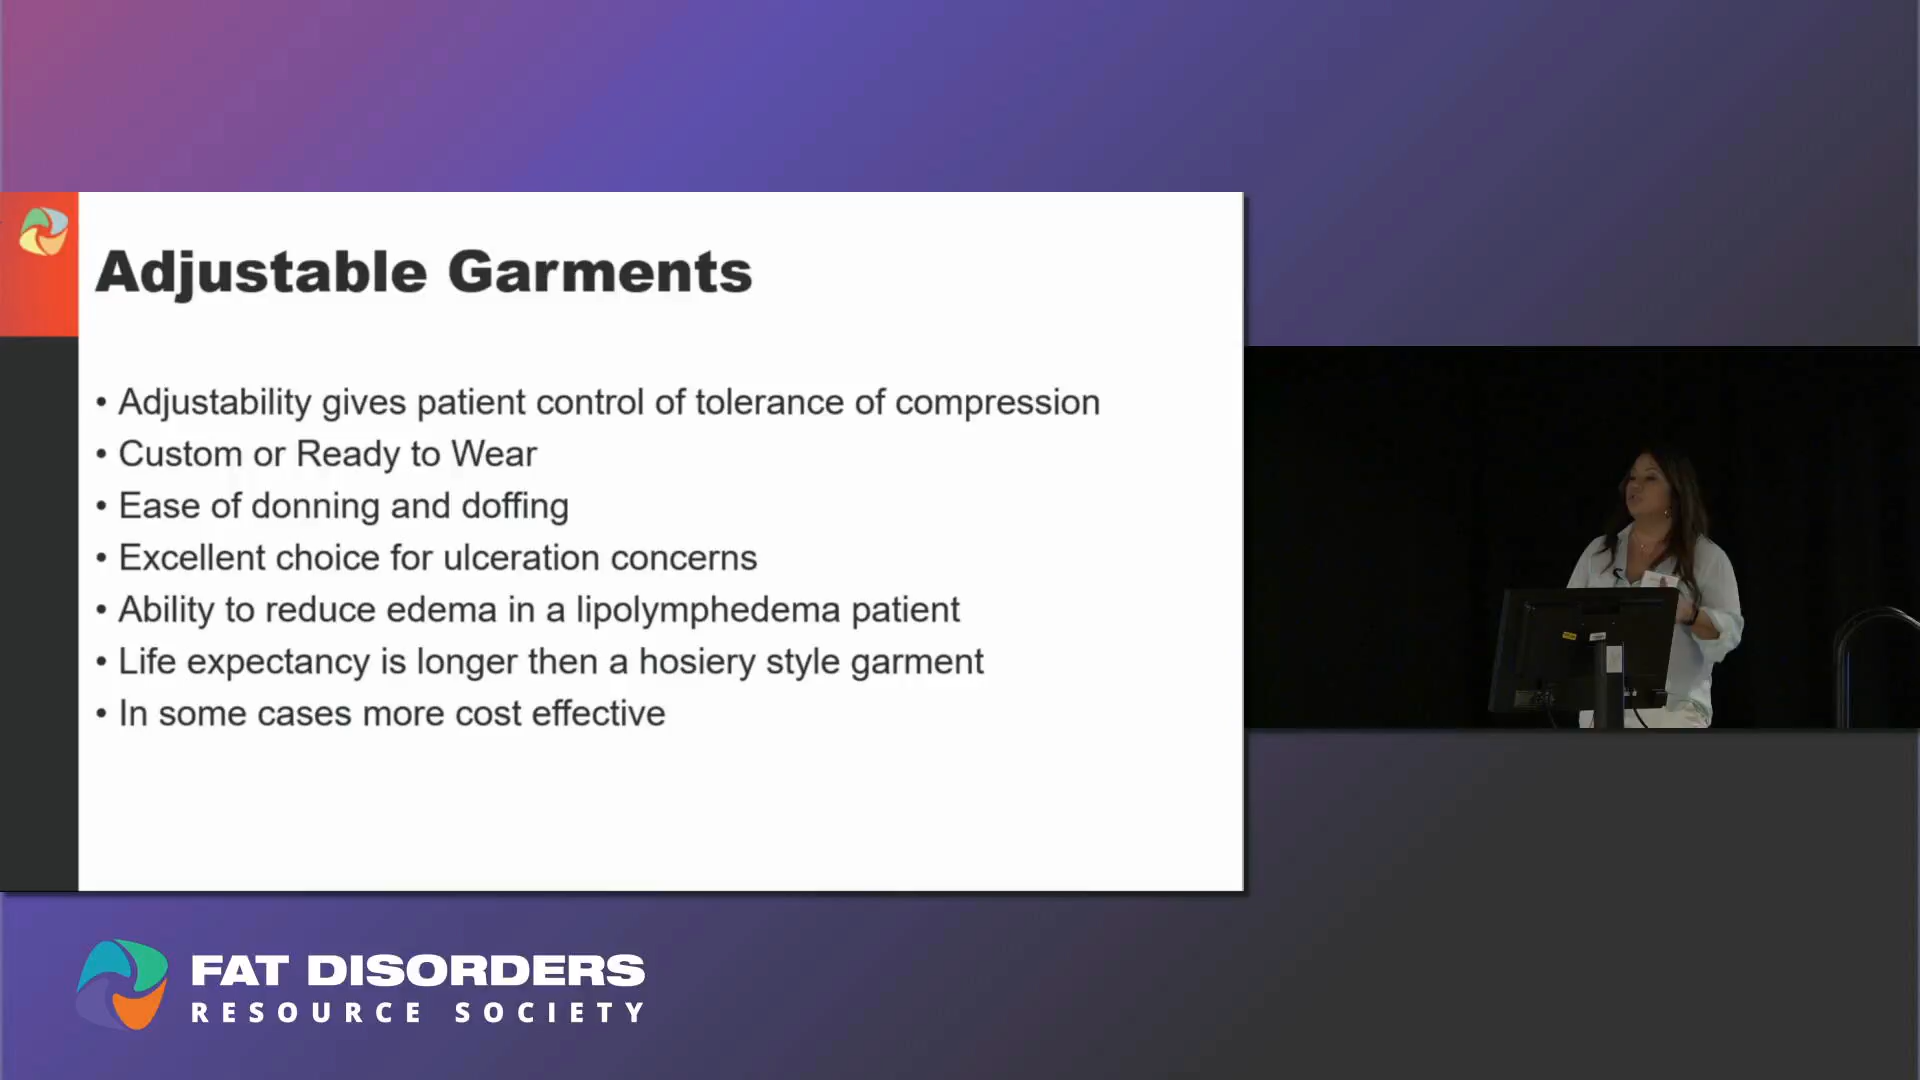 Adjustable Garments
• Adjustability gives patient control of tolerance of compression
• Custom or Ready to Wear
• Ease of donning and doffing
• Excellent choice for ulceration concerns
• Ability to reduce edema in a lipolymphedema patient
• Life expectancy is longer then a hosiery style garment
• In some cases more cost effective
FAT DISORDERS
RESOURCE SOCIETY